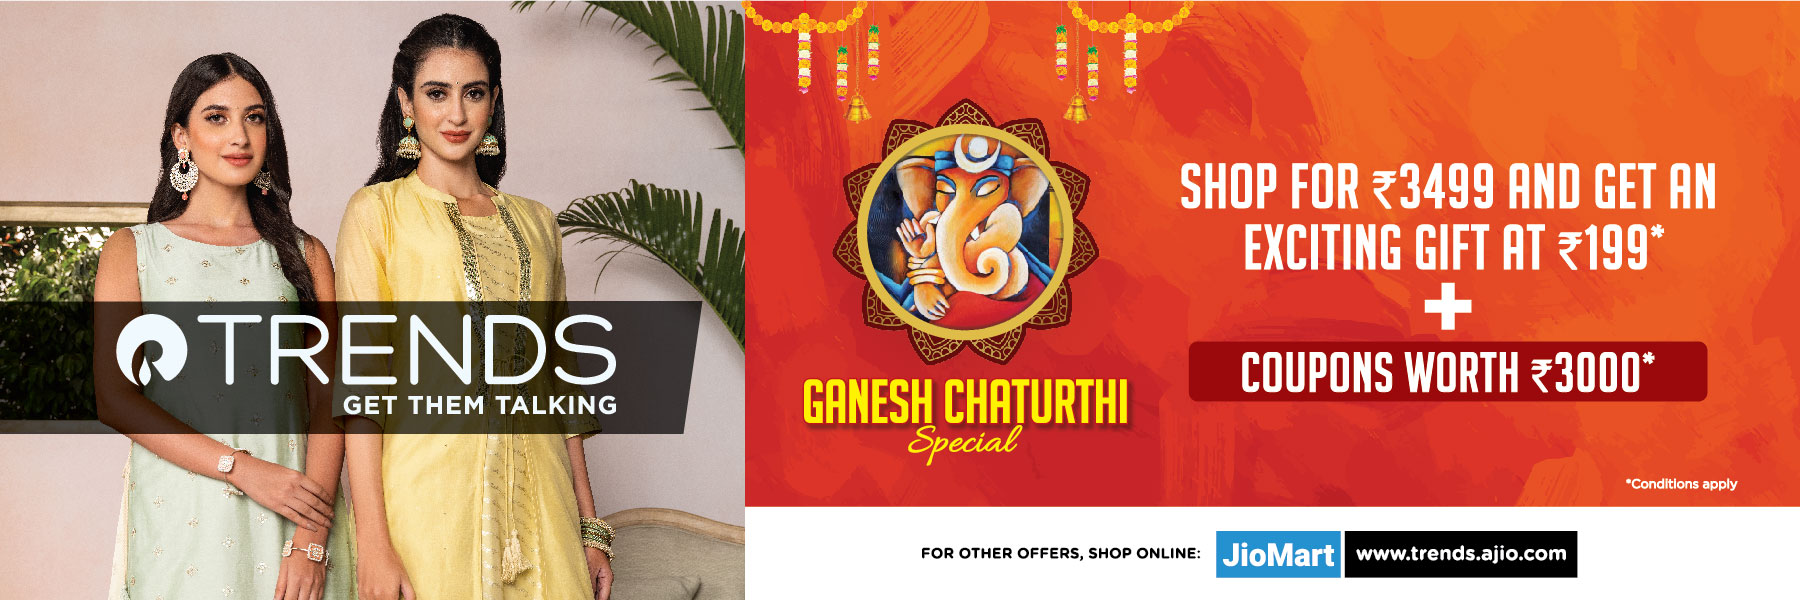 TRENDS
GET THEM TALKING
GANESH CHATURTHI
Special
SHOP FOR ₹3499 AND GET AN
EXCITING GIFT AT ₹199*
+
COUPONS WORTH ₹3000*
*Conditions apply
FOR OTHER OFFERS, SHOP ONLINE: JioMart www.trends.ajio.com